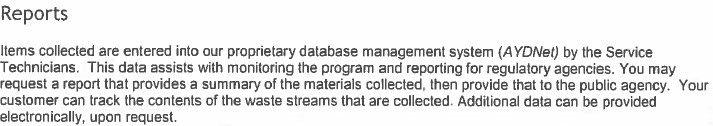 Reports
Items collected are entered into our proprietary database management system (AYDNet) by the Service
Technicians.  This data assists with monitoring the program and reporting for regulatory agencies. You may
request a report that provides a summary of the materials collected, then provide that to the public agency.  Your
customer can track the contents of the waste streams that are collected. Additional data can be provided
electronically, upon request.